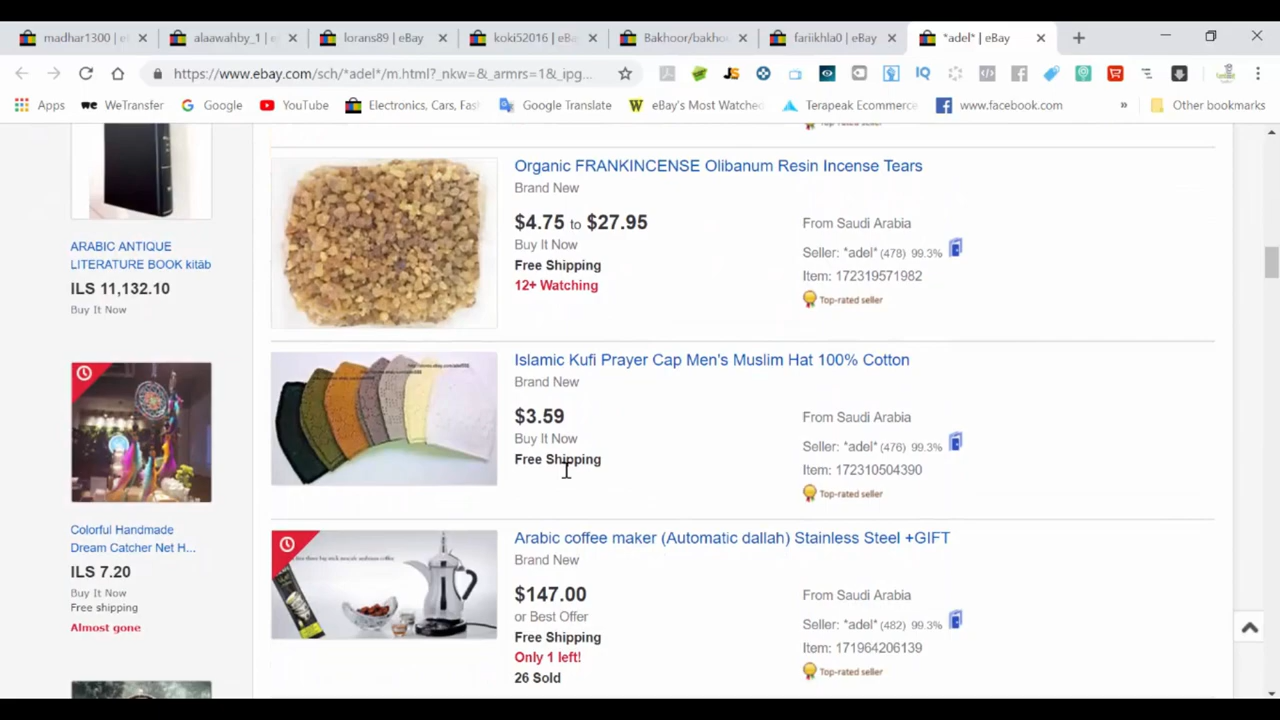 madhar1300 | e
alaawahby_1 | e
lorans89 | eBay
koki52016 | eBa
Bakhoor/bakho
fariikhla0 | eBay
*adel* | eBay
https://www.ebay.com/sch/*adel*/m.html?_nkw=&_armrs=1&_ipg...
Apps
WeTransfer
Google
YouTube
Electronics, Cars, Fas
Google Translate
eBay's Most Watched
Terapeak Ecommerce
www.facebook.com
»
Other bookmarks
ARABIC ANTIQUE
LITERATURE BOOK kitāb
ILS 11,132.10
Buy It Now
Colorful Handmade
Dream Catcher Net H...
ILS 7.20
Buy It Now
Free shipping
Almost gone
Top-rated seller
Organic FRANKINCENSE Olibanum Resin Incense Tears
Brand New
$4.75 to $27.95
Buy It Now
Free Shipping
12+ Watching
From Saudi Arabia
Seller: *adel* (478) 99.3%
Item: 172319571982
Top-rated seller
Islamic Kufi Prayer Cap Men's Muslim Hat 100% Cotton
Brand New
$3.59
Buy It Now
Free Shipping
From Saudi Arabia
Seller: *adel* (476) 99.3%
Item: 172310504390
Top-rated seller
Arabic coffee maker (Automatic dallah) Stainless Steel +GIFT
Brand New
$147.00
or Best Offer
Free Shipping
Only 1 left!
26 Sold
From Saudi Arabia
Seller: *adel* (482) 99.3%
Item: 171964206139
Top-rated seller